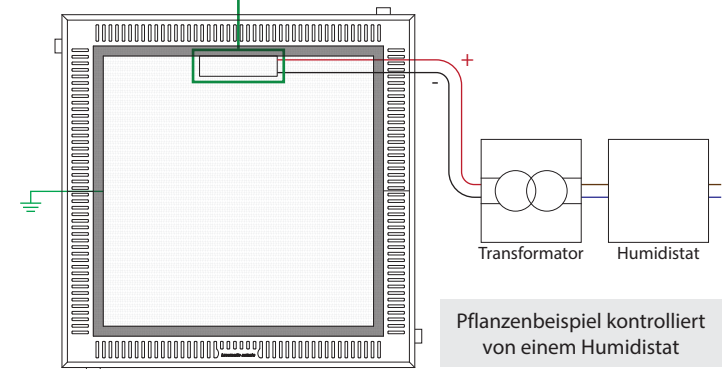 +
-
Transformator
Humidistat
Pflanzenbeispiel kontrolliert
von einem Humidistat